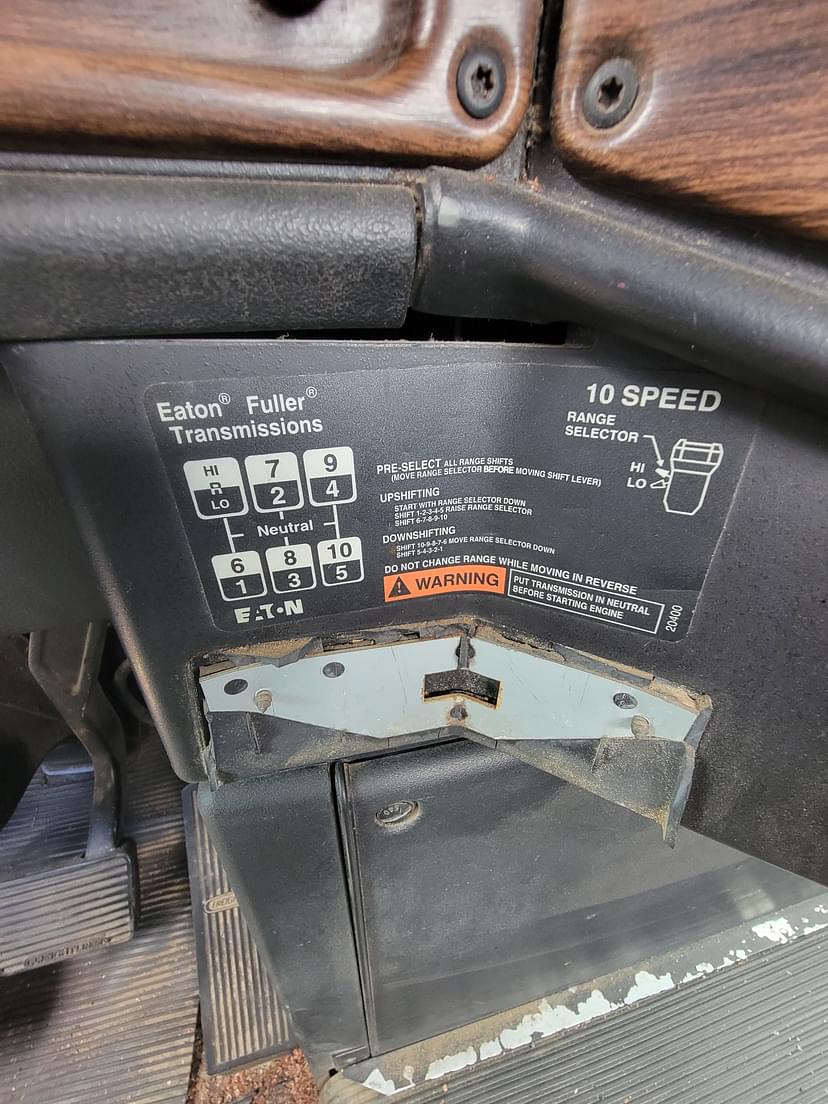 Eaton® Fuller®
Transmissions
10 SPEED
RANGE
SELECTOR
HI
LO
HI
R
LO
7
2
9
4
Neutral
6
1
8
3
10
5
EATON
PRE-SELECT ALL RANGE SHIFTS
(MOVE RANGE SELECTOR BEFORE MOVING SHIFT LEVER)
UPSHIFTING
START WITH RANGE SELECTOR DOWN
SHIFT 1-2-3-4-5 RAISE RANGE SELECTOR
SHIFT 6-7-8-9-10
DOWNSHIFTING
SHIFT 10-9-8-7-6 MOVE RANGE SELECTOR DOWN
SHIFT 5-4-3-2-1
DO NOT CHANGE RANGE WHILE MOVING IN REVERSE
WARNING
PUT TRANSMISSION IN NEUTRAL
BEFORE STARTING ENGINE
20400